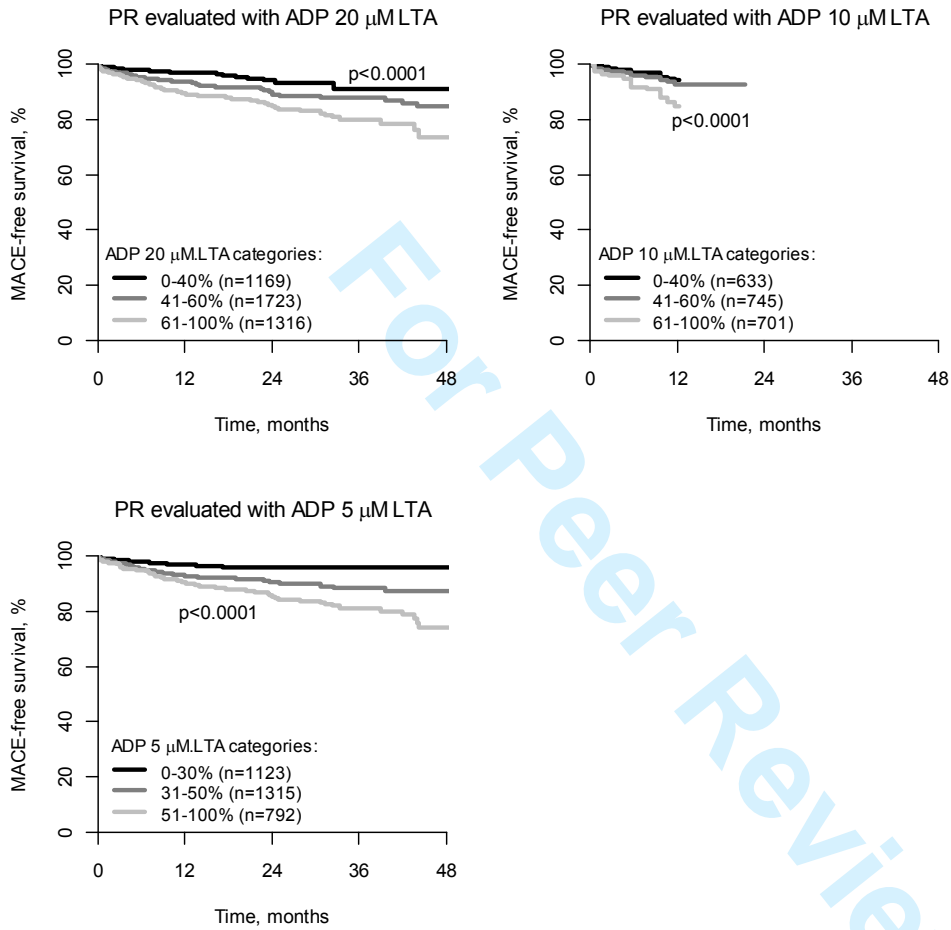 PR evaluated with ADP 20 μM LTA
MACE-free survival, %
100
80
60
40
20
0
p<0.0001
ADP 20 μM.LTA categories:
0-40% (n=1169)
41-60% (n=1723)
61-100% (n=1316)
0 12 24 36 48
Time, months
PR evaluated with ADP 10 μM LTA
MACE-free survival, %
100
80
60
40
20
0
p<0.0001
ADP 10 μM.LTA categories:
0-40% (n=633)
41-60% (n=745)
61-100% (n=701)
0 12 24 36 48
Time, months
PR evaluated with ADP 5 μM LTA
MACE-free survival, %
100
80
60
40
20
0
p<0.0001
ADP 5 μM.LTA categories:
0-30% (n=1123)
31-50% (n=1315)
51-100% (n=792)
0 12 24 36 48
Time, months
For Peer Revie